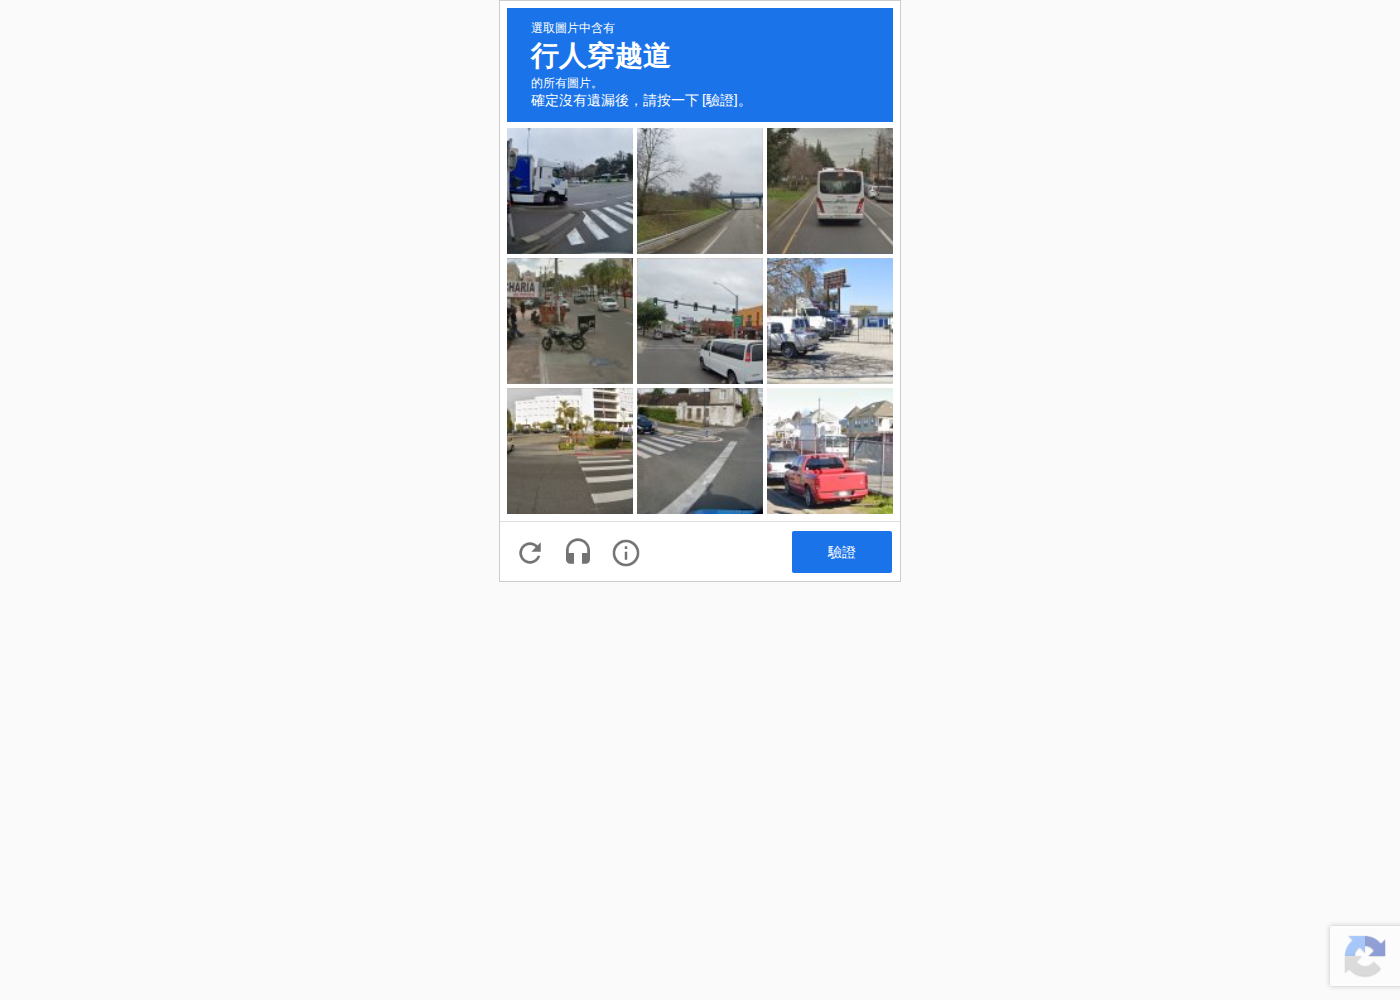 選取圖片中含有
行人穿越道
的所有圖片。
確定沒有遺漏後，請按一下 [驗證]。
HARIA
驗證